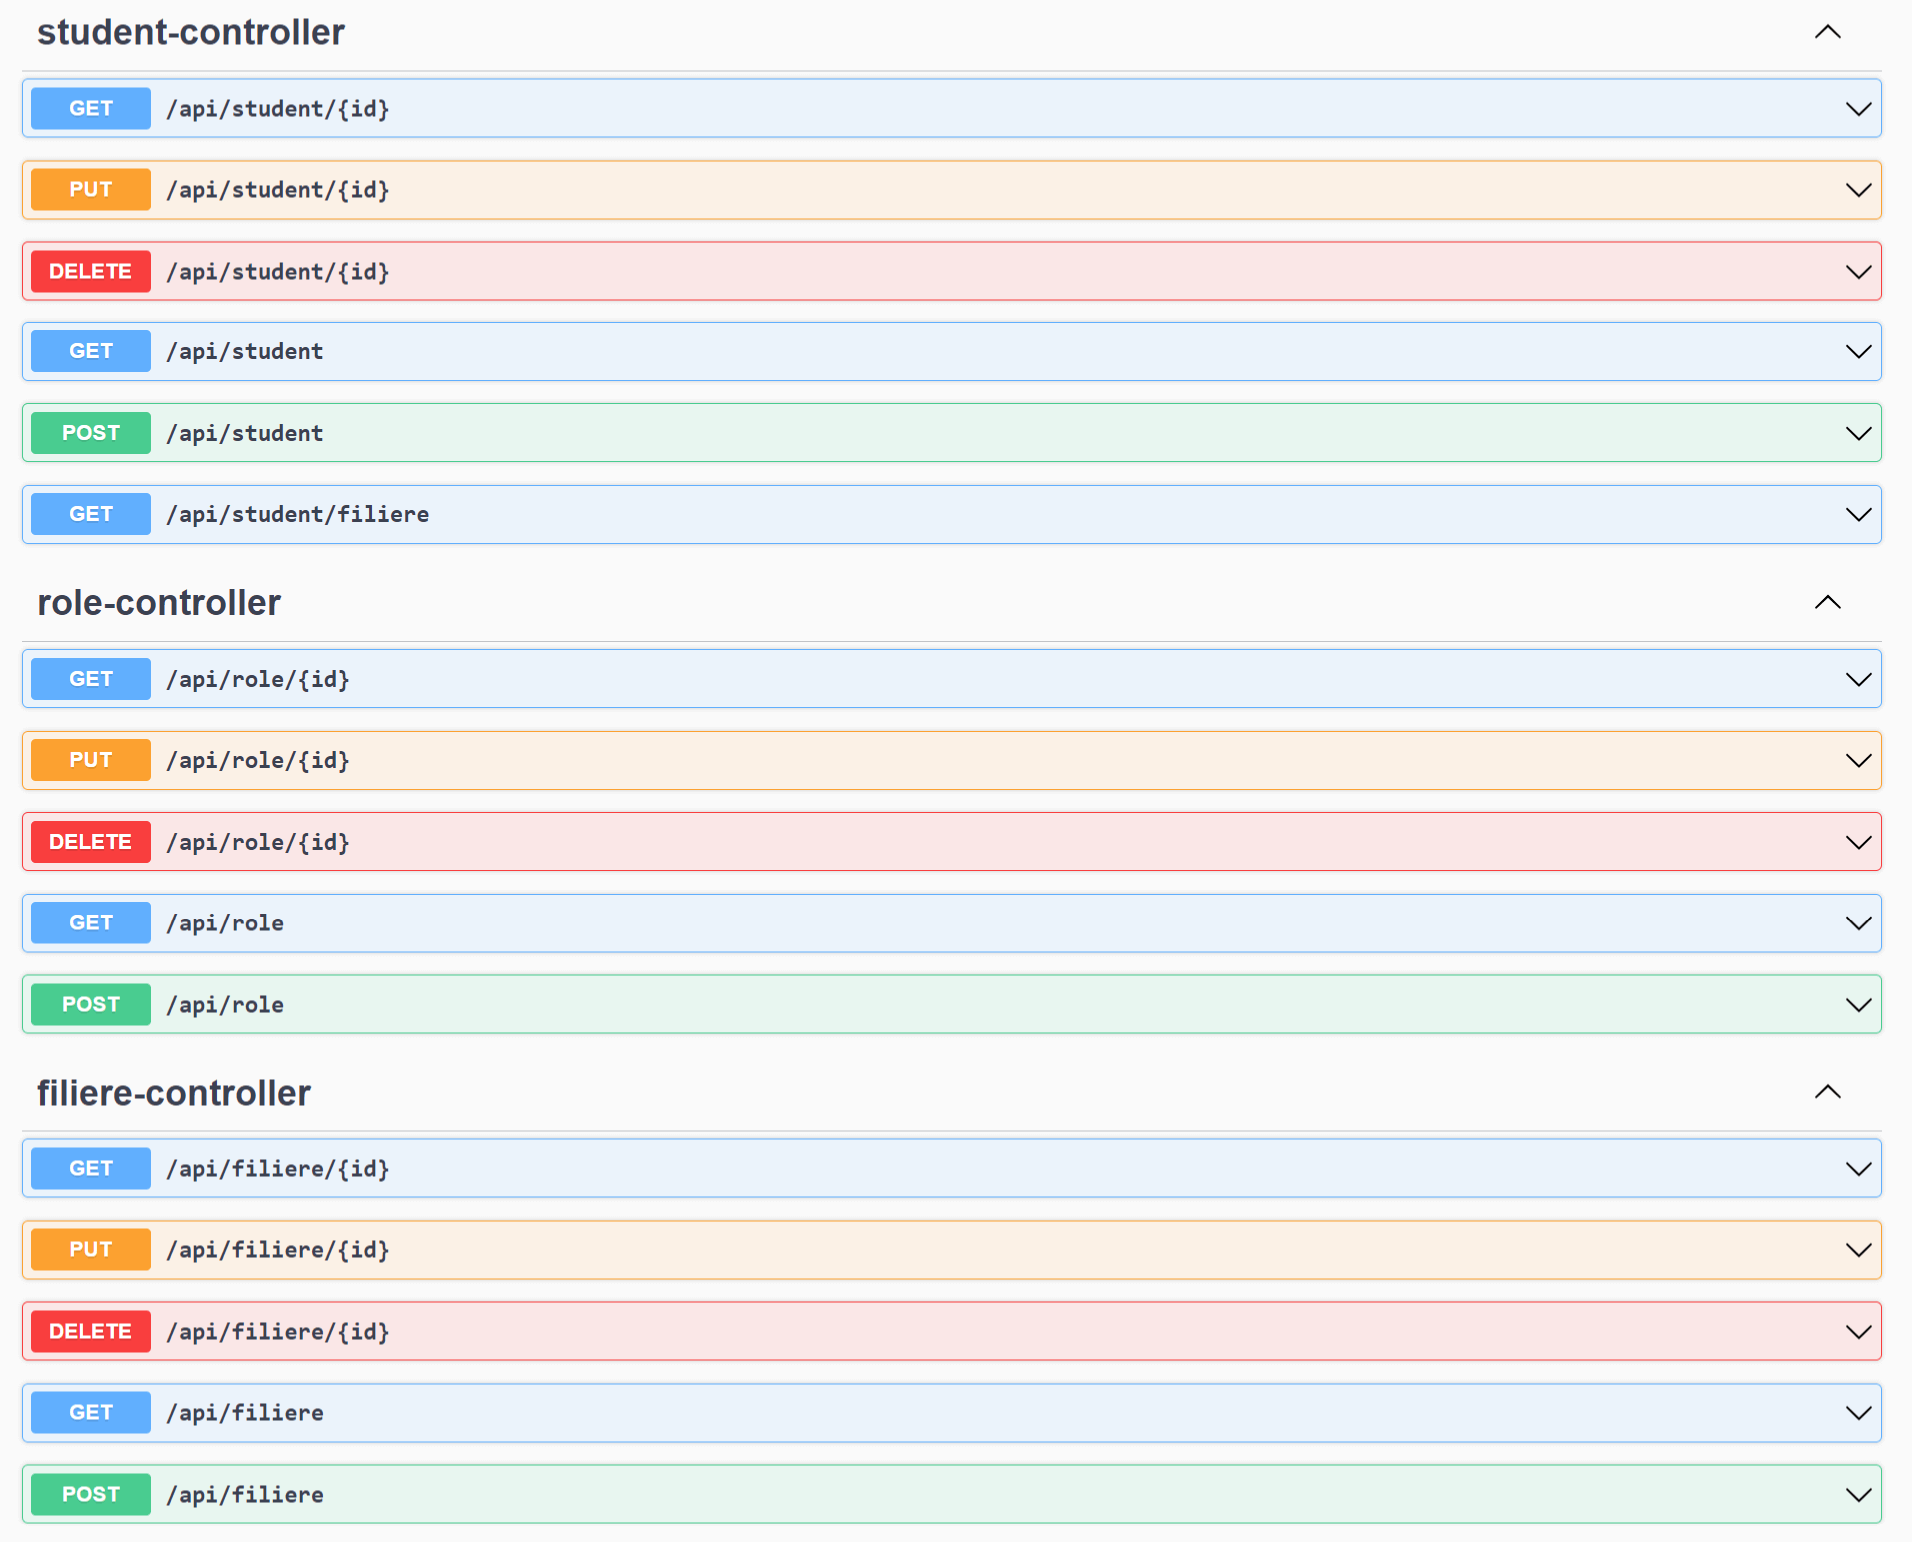 student-controller
GET /api/student/{id}
PUT /api/student/{id}
DELETE /api/student/{id}
GET /api/student
POST /api/student
GET /api/student/filiere
role-controller
GET /api/role/{id}
PUT /api/role/{id}
DELETE /api/role/{id}
GET /api/role
POST /api/role
filiere-controller
GET /api/filiere/{id}
PUT /api/filiere/{id}
DELETE /api/filiere/{id}
GET /api/filiere
POST /api/filiere